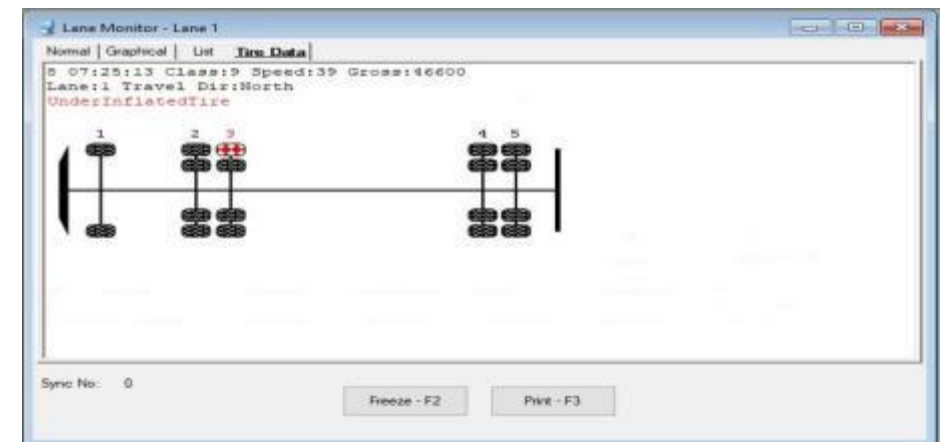 Lane Monitor - Lane 1
Normal Graphical List Tire Data
8 07:25:13 Class:9 Speed:39 Gross:46600
Lane:1 Travel Dir:North
UnderInflatedTire
1 2 3 4 5
Sync No: 0
Freeze - F2 Print - F3